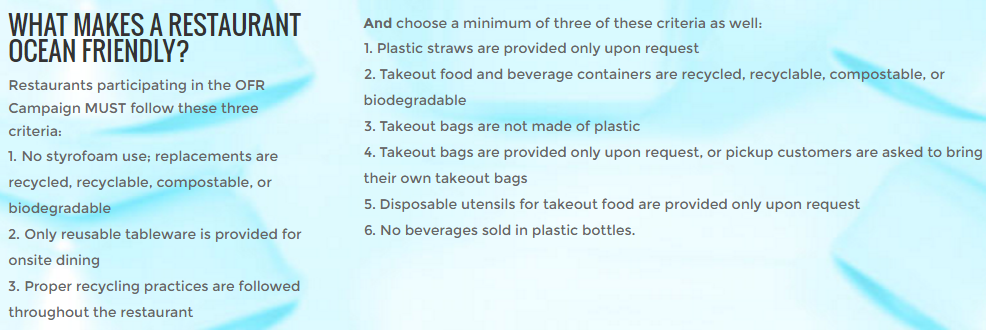 WHAT MAKES A RESTAURANT
OCEAN FRIENDLY?
Restaurants participating in the OFR
Campaign MUST follow these three
criteria:
1. No styrofoam use; replacements are
recycled, recyclable, compostable, or
biodegradable
2. Only reusable tableware is provided for
onsite dining
3. Proper recycling practices are followed
throughout the restaurant
And choose a minimum of three of these criteria as well:
1. Plastic straws are provided only upon request
2. Takeout food and beverage containers are recycled, recyclable, compostable, or
biodegradable
3. Takeout bags are not made of plastic
4. Takeout bags are provided only upon request, or pickup customers are asked to bring
their own takeout bags
5. Disposable utensils for takeout food are provided only upon request
6. No beverages sold in plastic bottles.